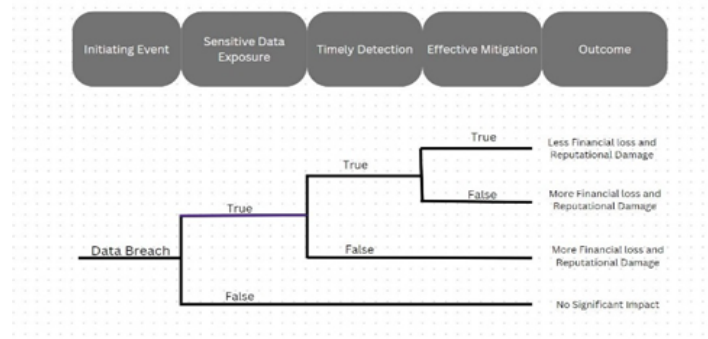 Initiating Event
Sensitive Data
Exposure
Timely Detection
Effective Mitigation
Outcome
True
Less Financial loss and
Reputational Damage
True
False
More Financial loss and
Reputational Damage
True
Data Breach
False
More Financial loss and
Reputational Damage
False
No Significant Impact